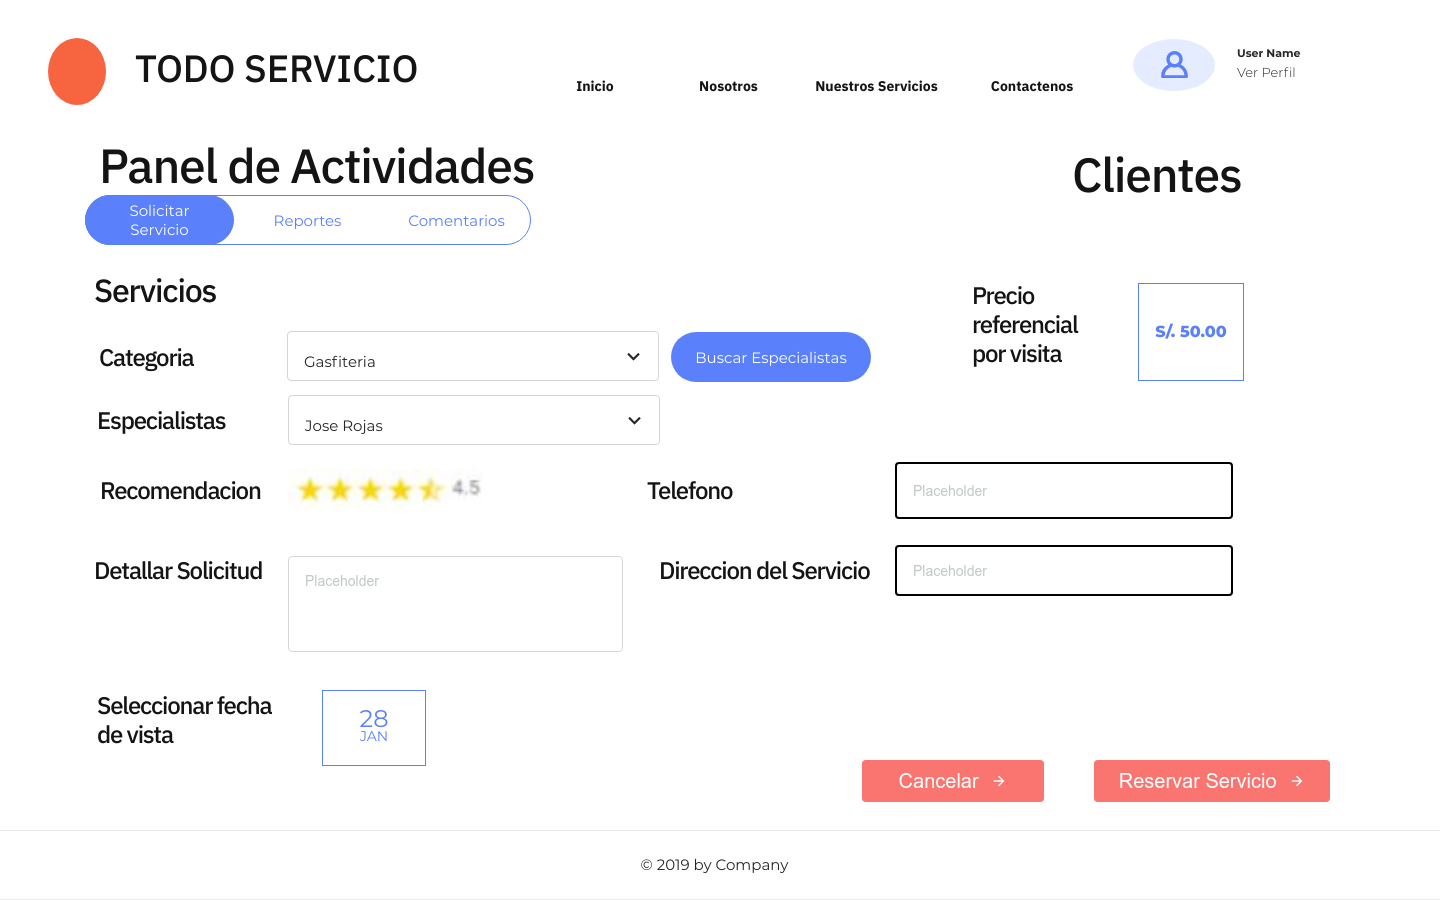 TODO SERVICIO
Inicio
Nosotros
Nuestros Servicios
Contactenos
User Name
Ver Perfil
Panel de Actividades
Clientes
Solicitar
Servicio
Reportes
Comentarios
Servicios
Precio
referencial
por visita
S/. 50.00
Categoria
Gasfiteria
Buscar Especialistas
Especialistas
Jose Rojas
Recomendacion
4.5
Telefono
Placeholder
Detallar Solicitud
Placeholder
Direccion del Servicio
Placeholder
Seleccionar fecha
de vista
28
JAN
Cancelar →
Reservar Servicio →
© 2019 by Company